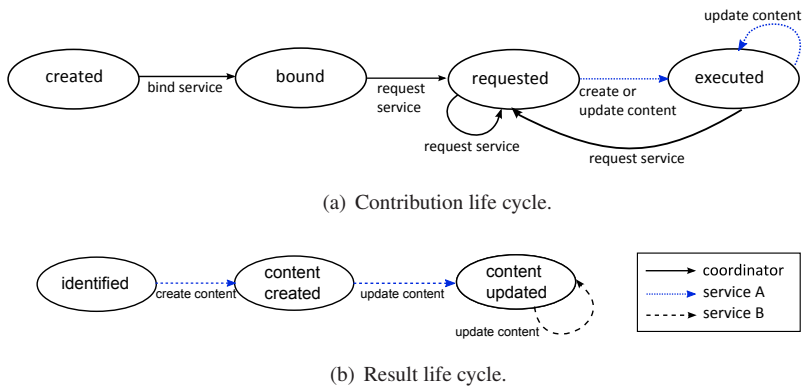 update content
created
bound
requested
executed
bind service
request
service
create or
update content
request service
request service
(a) Contribution life cycle.
identified
content
created
content
updated
create content
update content
update content
coordinator
service A
service B
(b) Result life cycle.